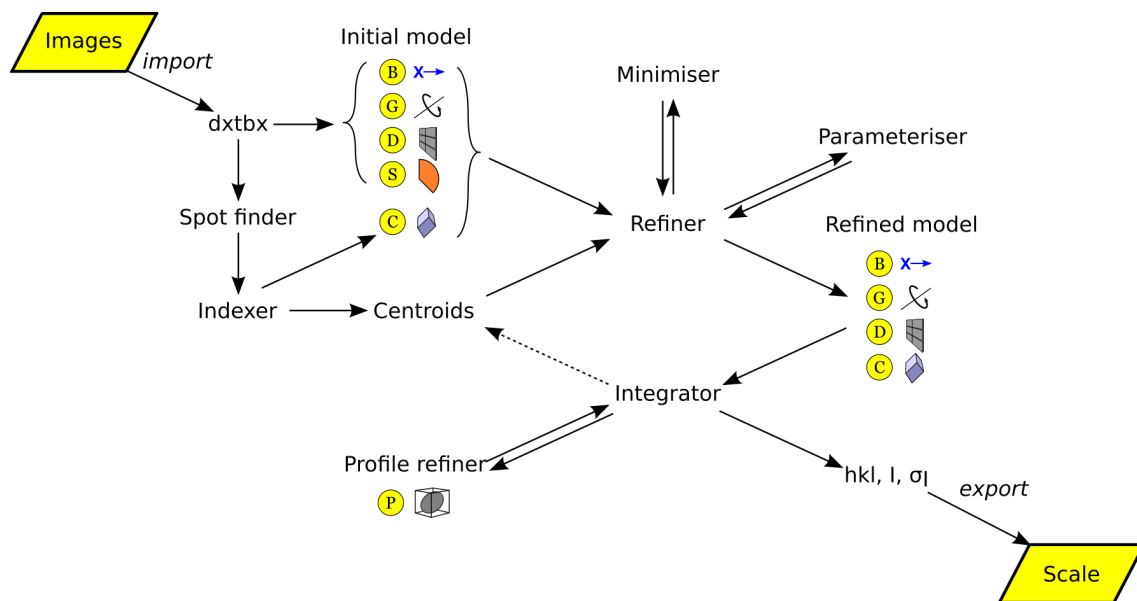 Images
import
dxtbx
Initial model
B X
G
D
S
C
Spot finder
Indexer
Centroids
Minimiser
Parameteriser
Refiner
Refined model
B X
G
D
C
Integrator
Profile refiner
P
hkl, I, σI
export
Scale